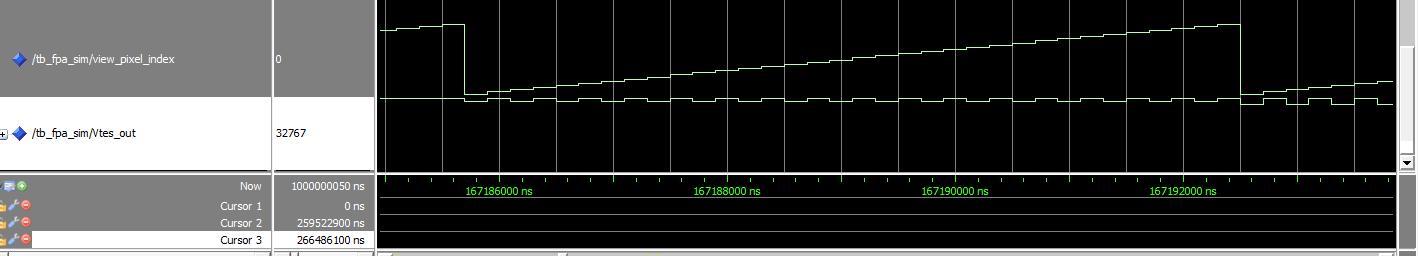 /tb_fpa_sim/view_pixel_index 0
/tb_fpa_sim/Vtes_out 32767
Now 1000000050 ns
167186000 ns 167188000 ns 167190000 ns 167192000 ns
Cursor 1 0 ns
Cursor 2 259522900 ns
Cursor 3 266486100 ns